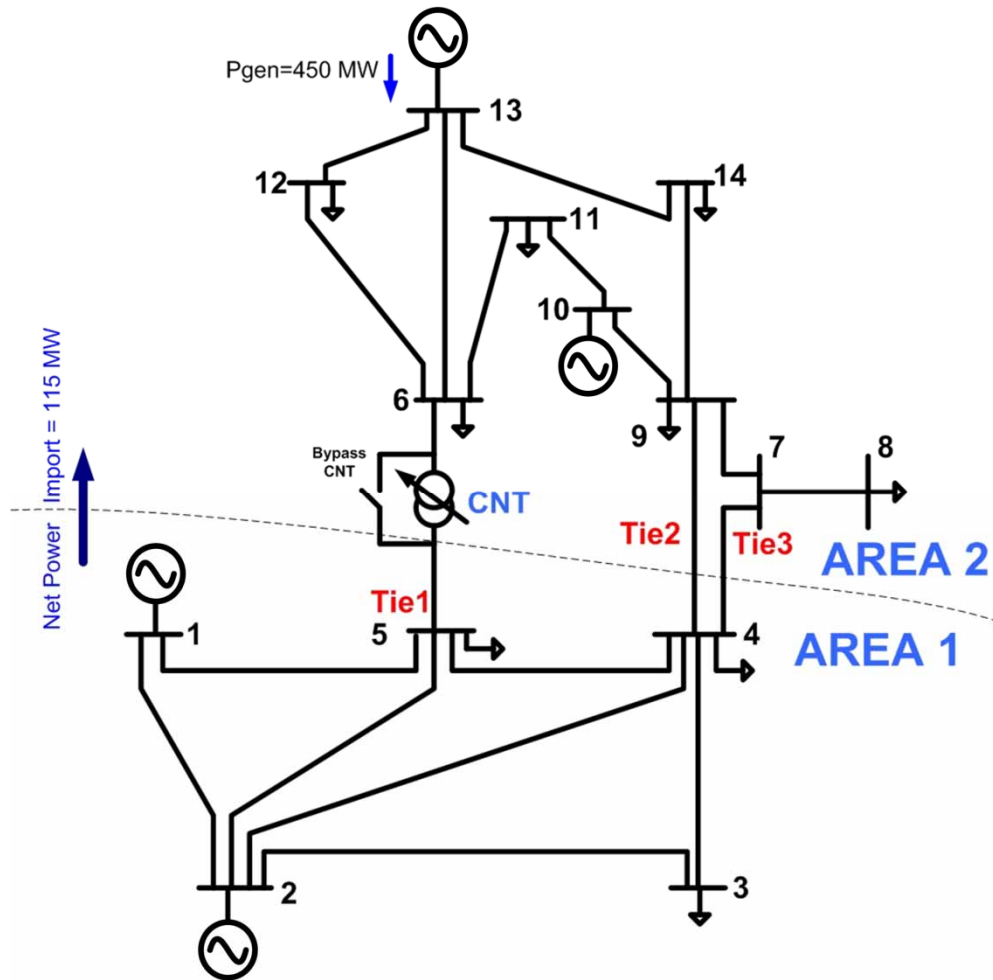 Pgen=450 MW
13
12
14
11
10
Net Power Import = 115 MW
6
9
7
8
Bypass
CNT
CNT
Tie2
Tie3
AREA 2
Tie1
1
5
4
AREA 1
2
3